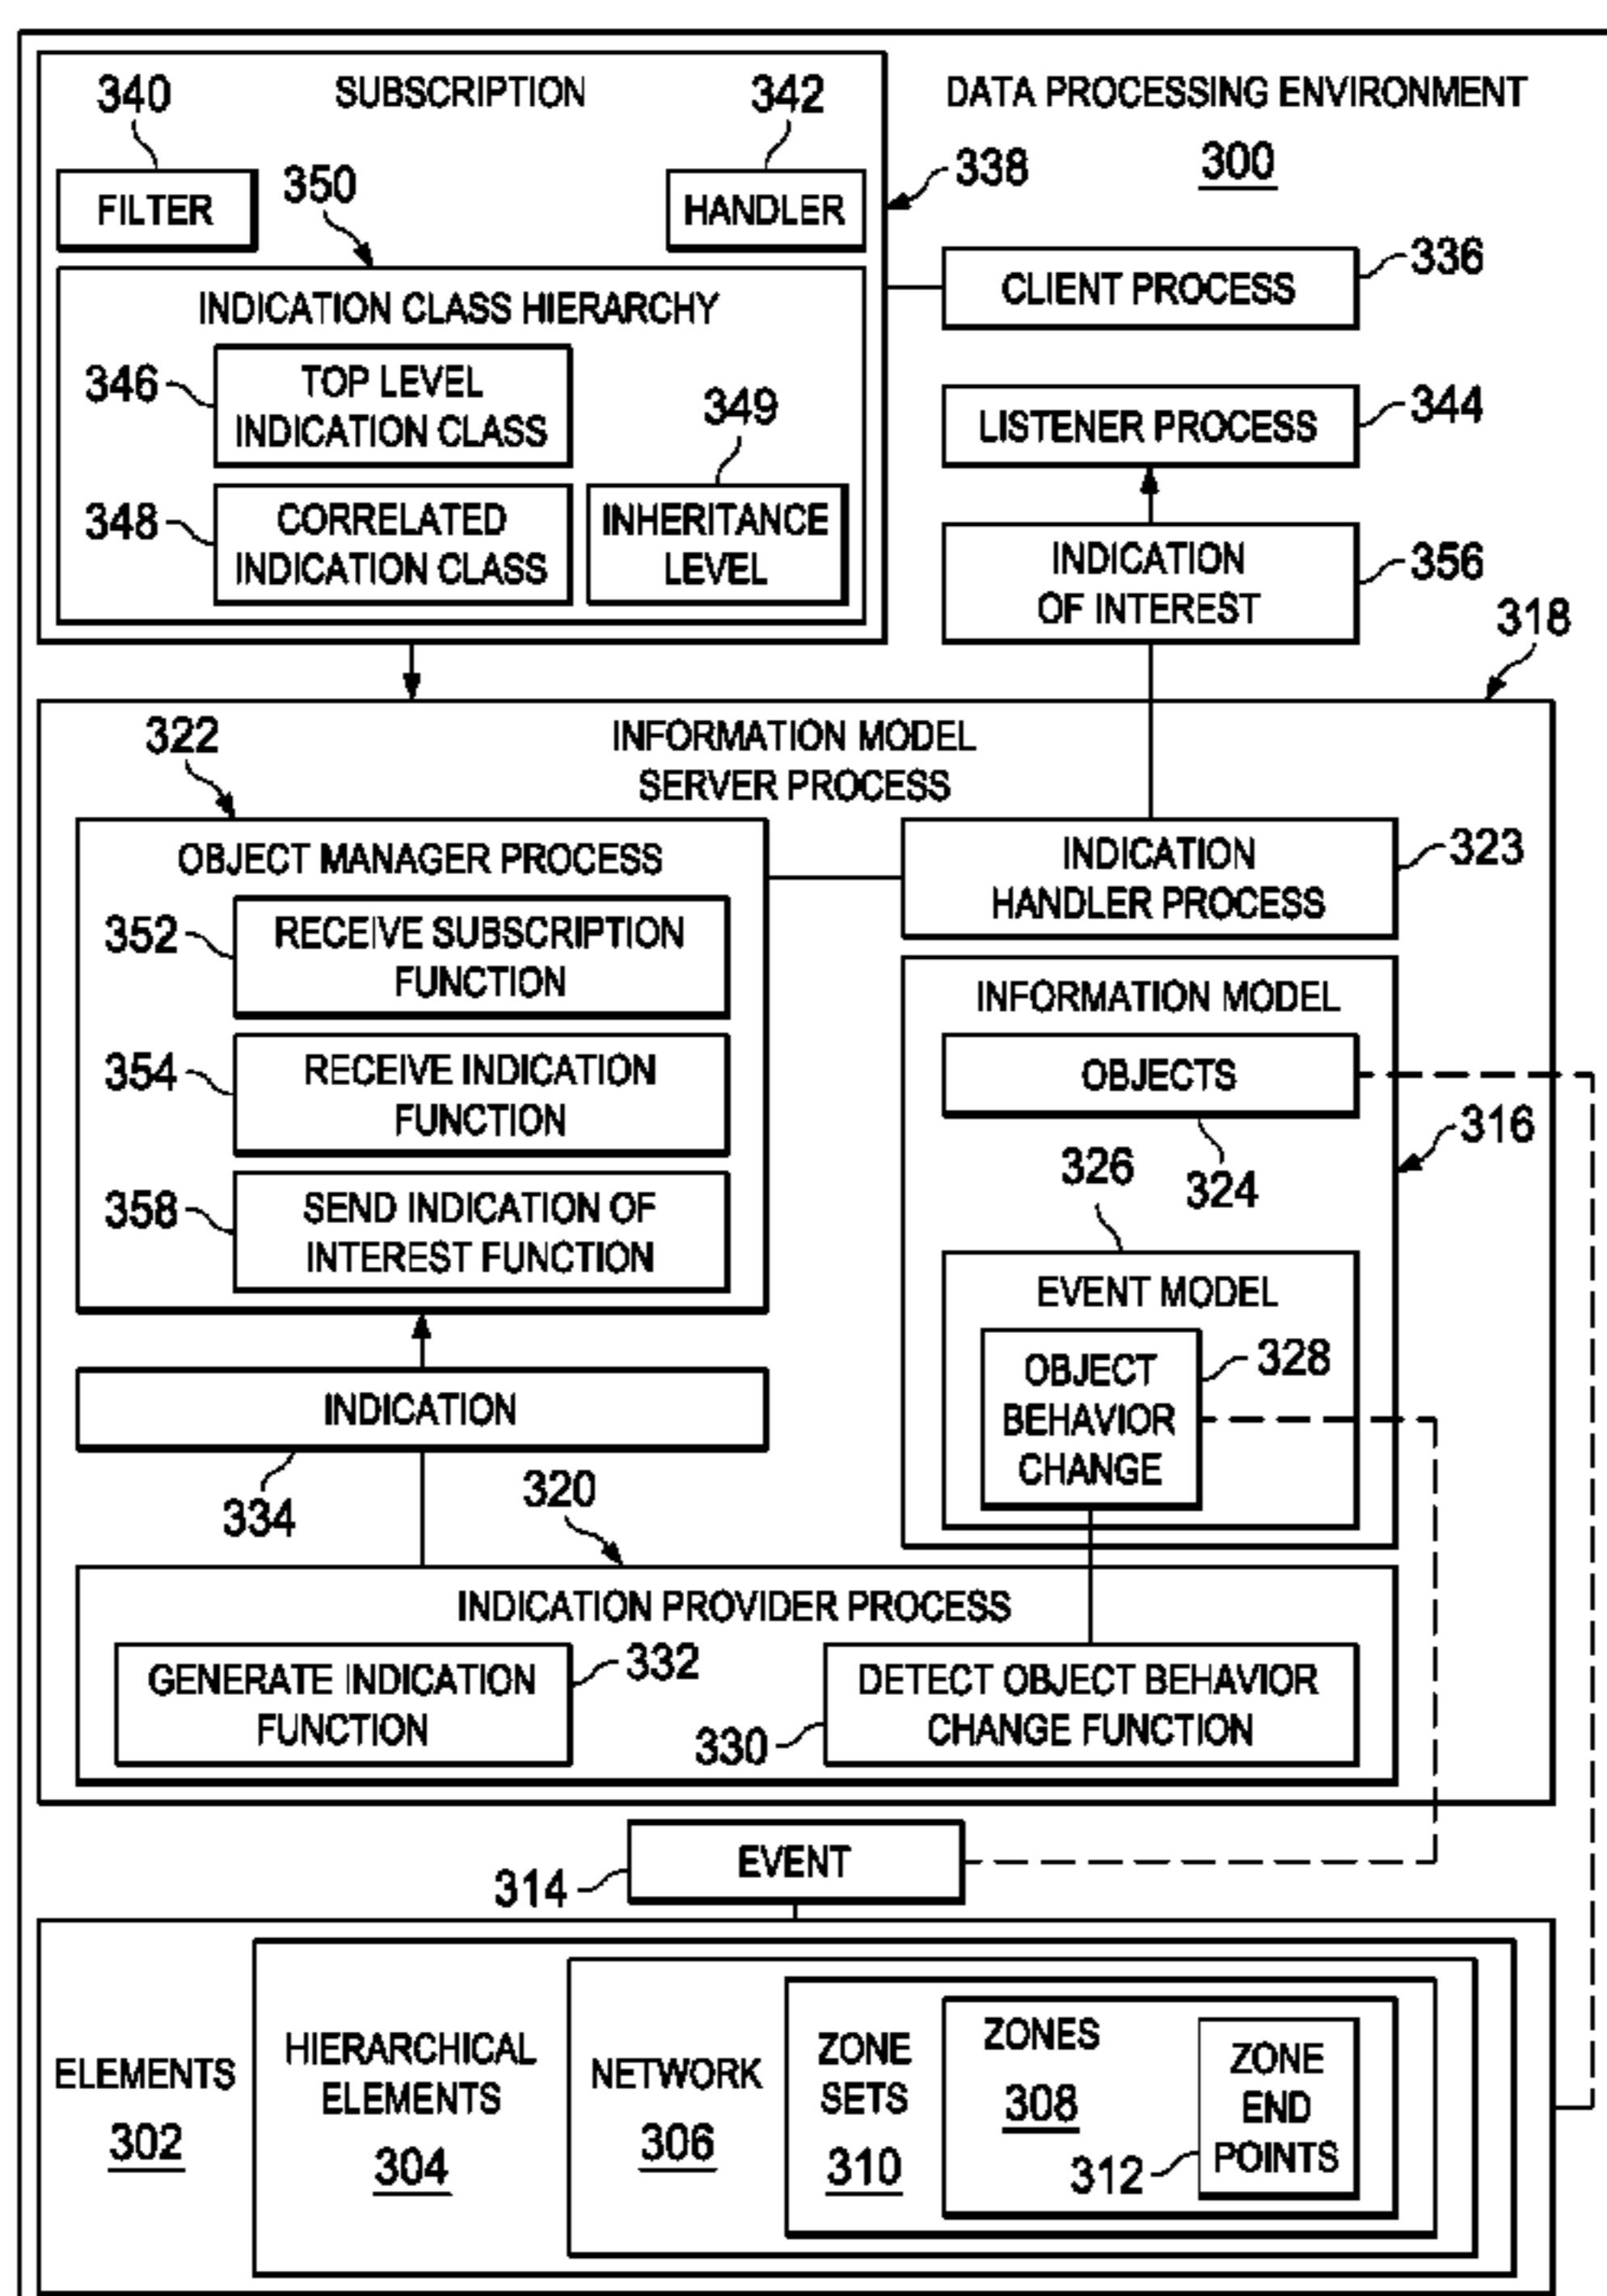 SUBSCRIPTION
340
342
DATA PROCESSING ENVIRONMENT
300
338
FILTER
350
HANDLER
336
CLIENT PROCESS
INDICATION CLASS HIERARCHY
346
TOP LEVEL
INDICATION CLASS
349
344
LISTENER PROCESS
348
CORRELATED
INDICATION CLASS
INHERITANCE
LEVEL
INDICATION
OF INTEREST
356
318
322
INFORMATION MODEL
SERVER PROCESS
OBJECT MANAGER PROCESS
INDICATION
HANDLER PROCESS
323
352
RECEIVE SUBSCRIPTION
FUNCTION
INFORMATION MODEL
354
RECEIVE INDICATION
FUNCTION
OBJECTS
316
326
324
358
SEND INDICATION OF
INTEREST FUNCTION
EVENT MODEL
OBJECT
BEHAVIOR
CHANGE
328
INDICATION
334
320
INDICATION PROVIDER PROCESS
GENERATE INDICATION
FUNCTION
332
330
DETECT OBJECT BEHAVIOR
CHANGE FUNCTION
EVENT
314
ELEMENTS
302
HIERARCHICAL
ELEMENTS
304
NETWORK
306
ZONE
SETS
310
ZONES
308
312
ZONE
END
POINTS